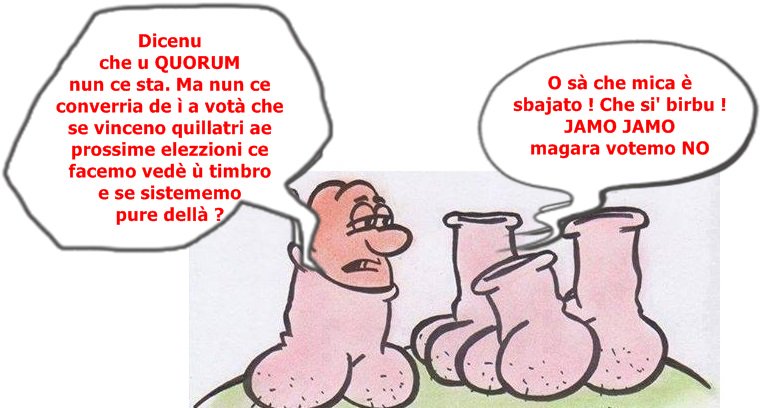 Dicenu
che u QUORUM
nun ce sta. Ma nun ce
converria de ì a votà che
se vinceno quillatri ae
prossime elezzioni ce
facemo vedè ù timbro
e se sistememo
pure dellà ?
O sà che mica è
sbajato ! Che si' birbu !
JAMO JAMO
magara votemo NO